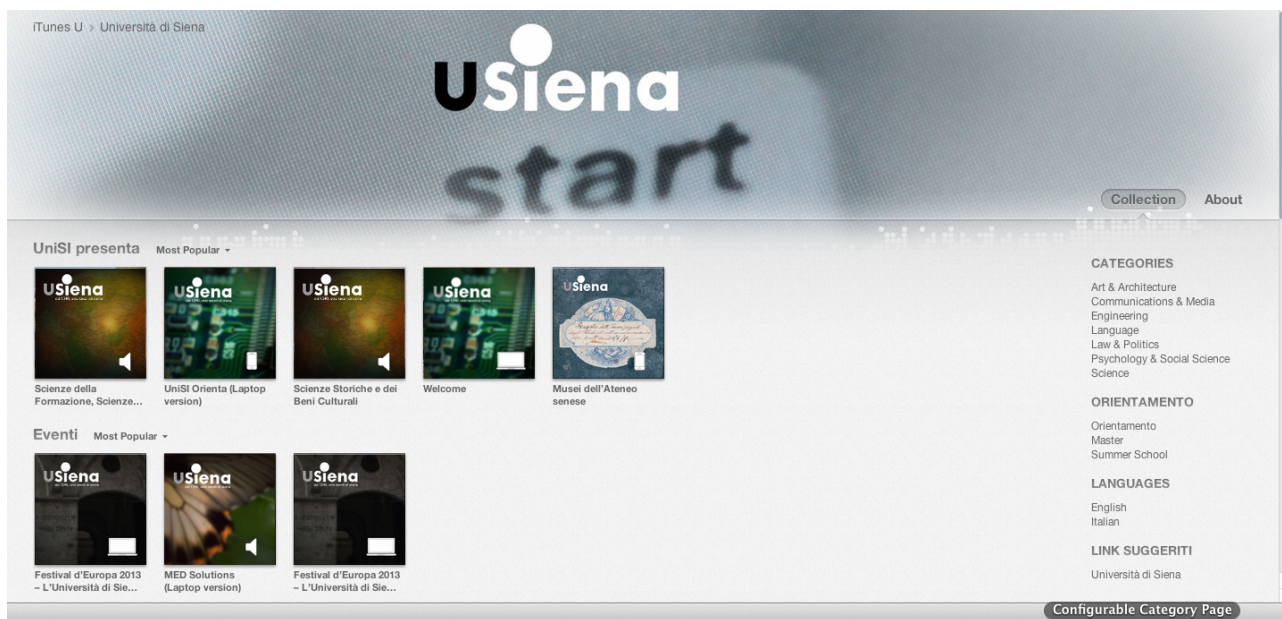 iTunes U › Università di Siena
USiena
start
Collection
About
UniSI presenta
Most Popular
USiena
USiena
USiena
USiena
USiena
Scienze della
Formazione, Scienze...
UniSI Orienta (Laptop
version)
Scienze Storiche e dei
Beni Culturali
Welcome
Musei dell'Ateneo
senese
Eventi
Most Popular
USiena
USiena
USiena
Festival d'Europa 2013
– L'Università di Sie...
MED Solutions
(Laptop version)
Festival d'Europa 2013
– L'Università di Sie...
CATEGORIES
Art & Architecture
Communications & Media
Engineering
Language
Law & Politics
Psychology & Social Science
Science
ORIENTAMENTO
Orientamento
Master
Summer School
LANGUAGES
English
Italian
LINK SUGGERITI
Università di Siena
Configurable Category Page